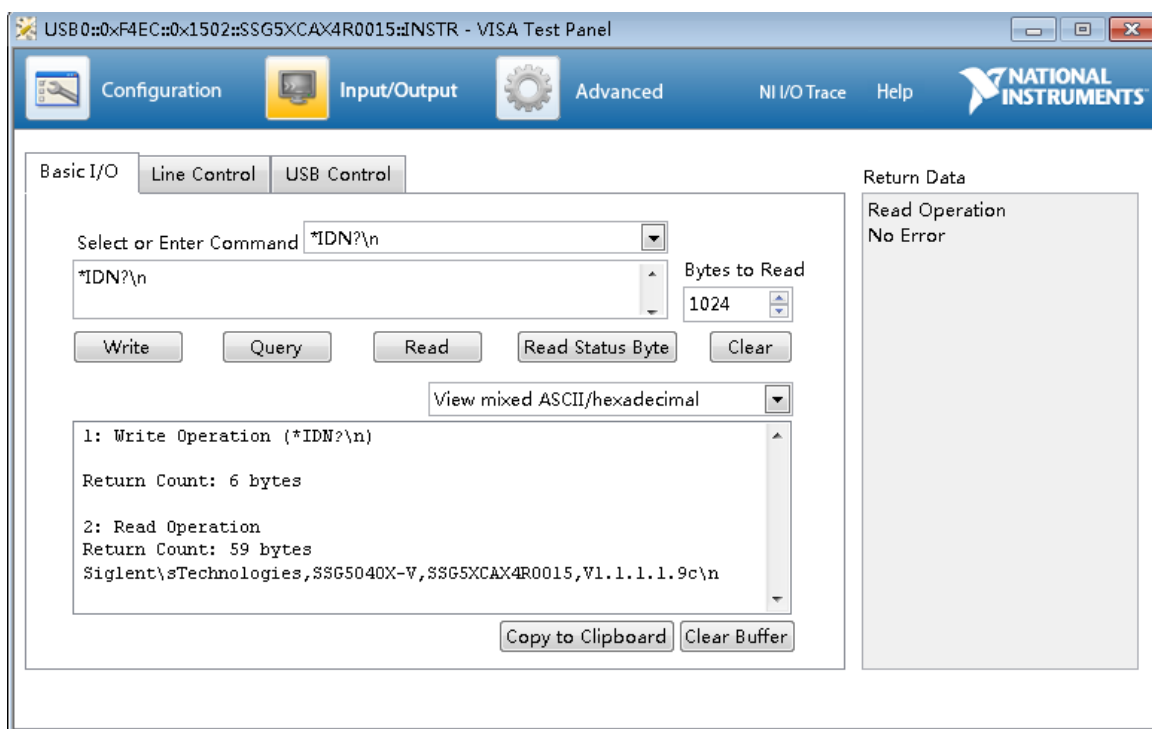 USB0::0xF4EC::0x1502::SSG5XCAX4R0015::INSTR - VISA Test Panel
Configuration Input/Output Advanced NI I/O Trace Help NATIONAL INSTRUMENTS
Basic I/O Line Control USB Control
Return Data
Read Operation
No Error
Select or Enter Command *IDN?\n
*IDN?\n
Bytes to Read
1024
Write Query Read Read Status Byte Clear
View mixed ASCII/hexadecimal
1: Write Operation (*IDN?\n)
Return Count: 6 bytes
2: Read Operation
Return Count: 59 bytes
Siglent\sTechnologies,SSG5040X-V,SSG5XCAX4R0015,V1.1.1.1.9c\n
Copy to Clipboard Clear Buffer